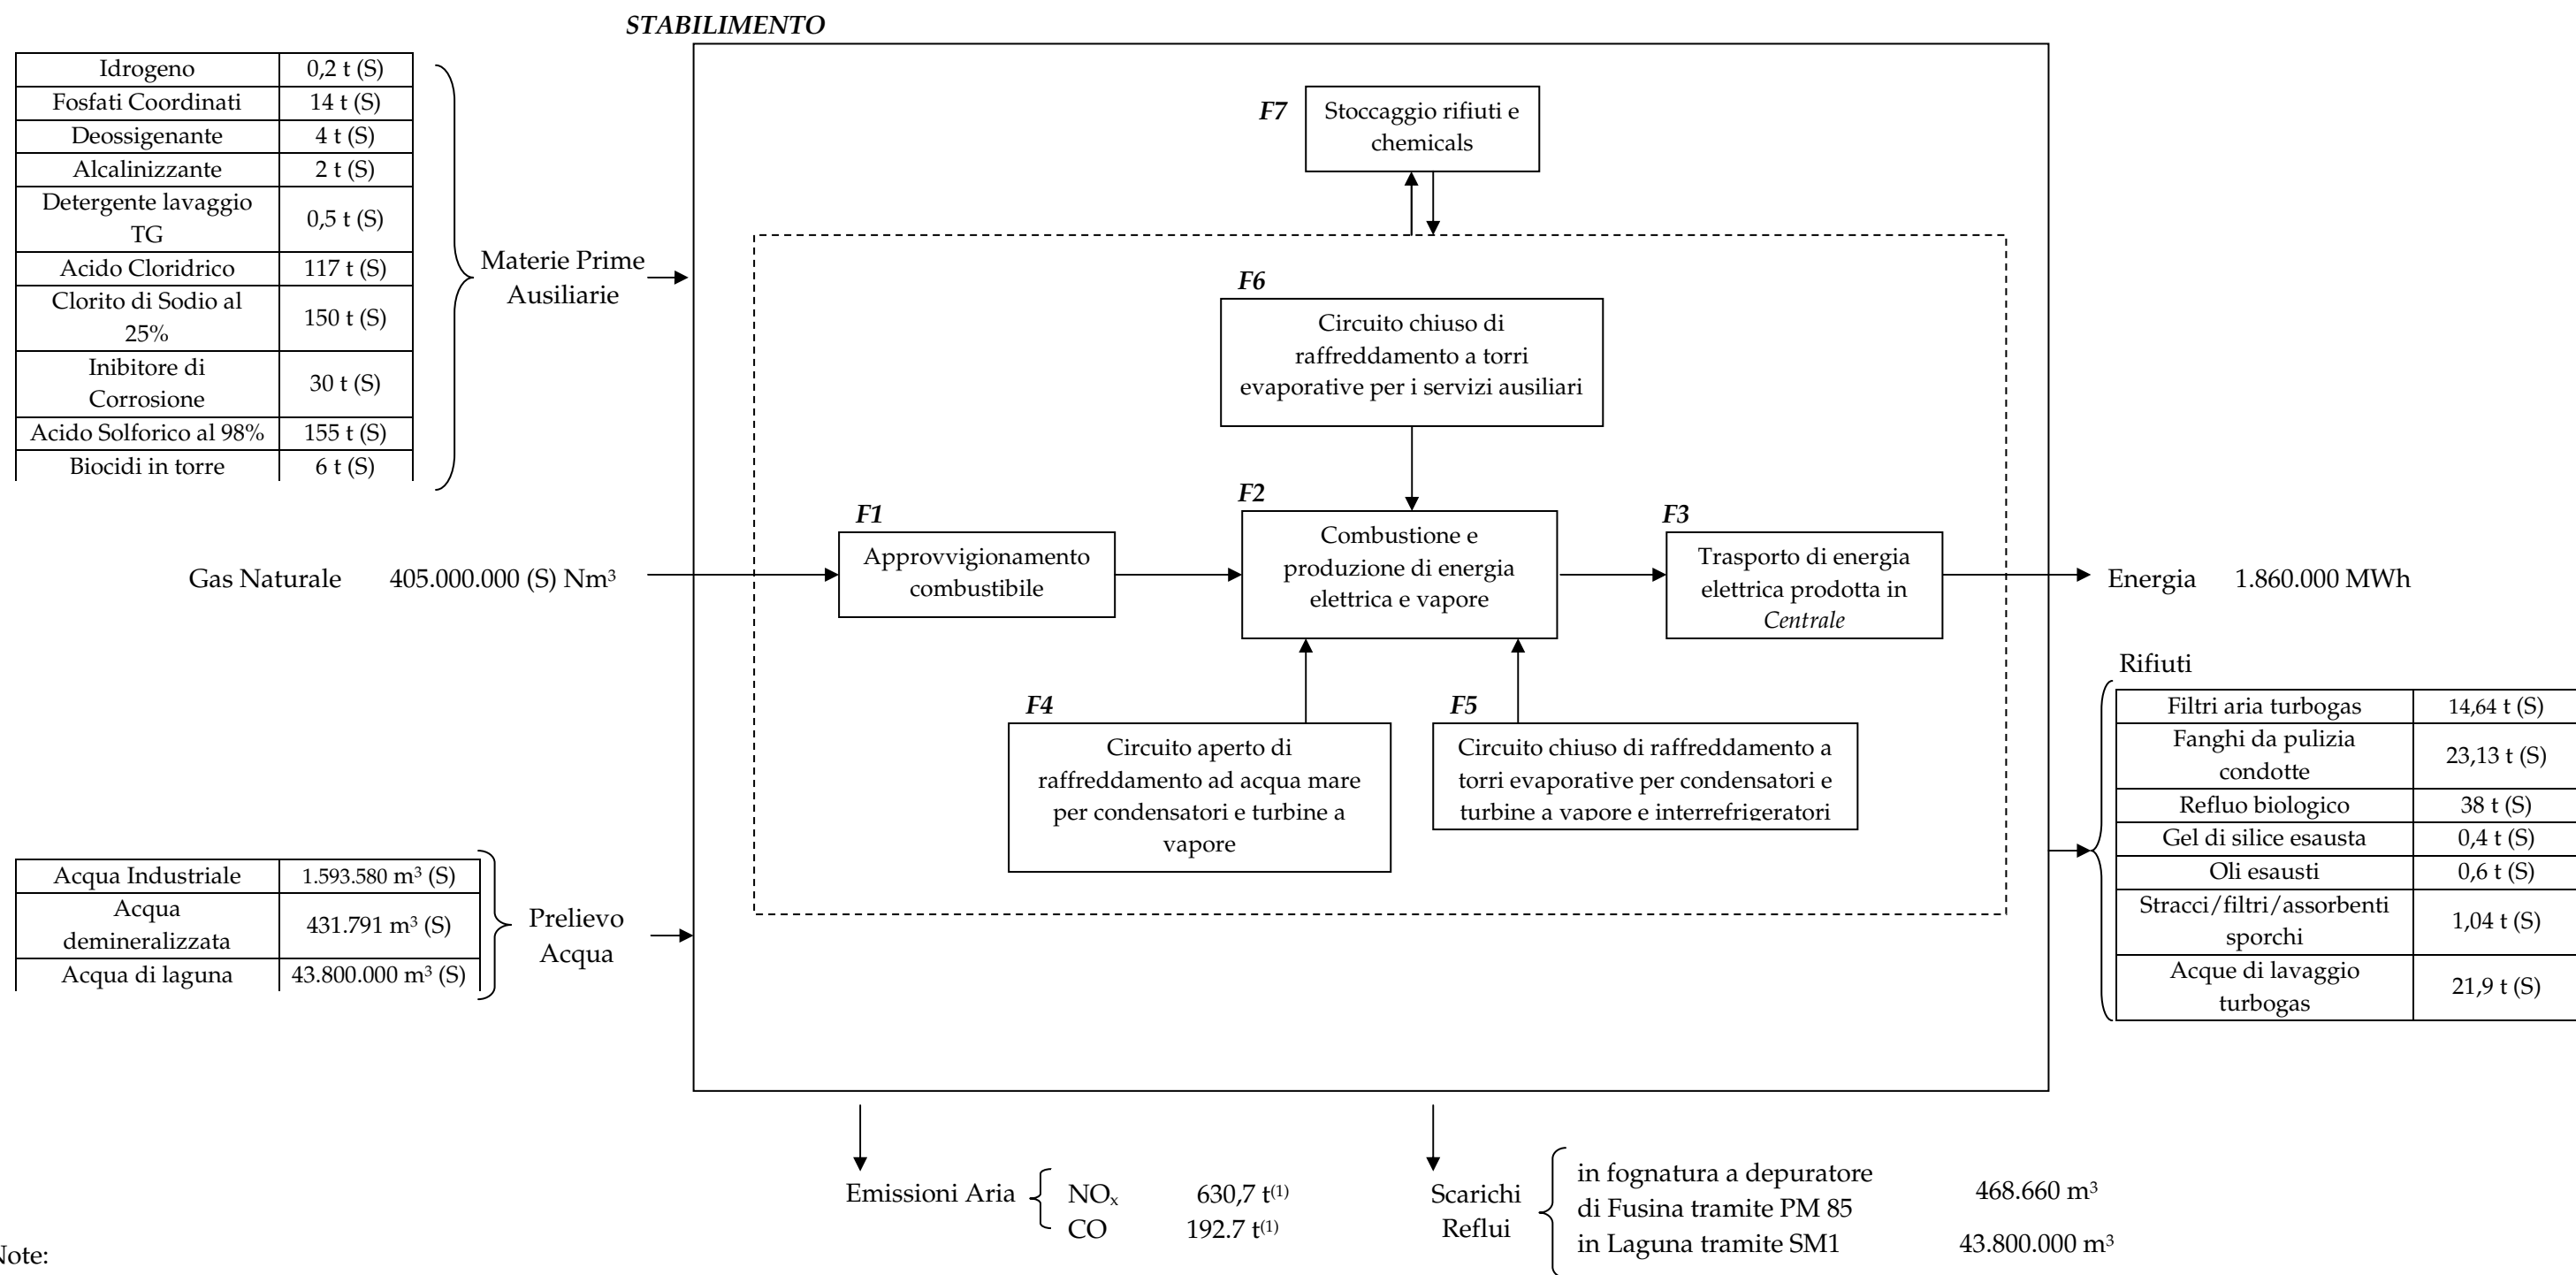 STABILIMENTO
Idrogeno 0,2 t (S)
Fosfati Coordinati 14 t (S)
Deossigenante 4 t (S)
Alcalinizzante 2 t (S)
Detergente lavaggio
TG 0,5 t (S)
Acido Cloridrico 117 t (S)
Clorito di Sodio al
25% 150 t (S)
Inibitore di
Corrosione 30 t (S)
Acido Solforico al 98% 155 t (S)
Biocidi in torre 6 t (S)
Materie Prime
Ausiliarie
F7
Stoccaggio rifiuti e
chemicals
F6
Circuito chiuso di
raffreddamento a torri
evaporative per i servizi ausiliari
Gas Naturale 405.000.000 (S) Nm³
F1
Approvvigionamento
combustibile
F2
Combustione e
produzione di energia
elettrica e vapore
F3
Trasporto di energia
elettrica prodotta in
Centrale
Energia 1.860.000 MWh
F4
Circuito aperto di
raffreddamento ad acqua mare
per condensatori e turbine a
vapore
F5
Circuito chiuso di raffreddamento a
torri evaporative per condensatori e
turbine a vapore e interrefrigeratori
Rifiuti
Filtri aria turbogas 14,64 t (S)
Fanghi da pulizia
condotte 23,13 t (S)
Refluo biologico 38 t (S)
Gel di silice esausta 0,4 t (S)
Oli esausti 0,6 t (S)
Stracci/filtri/assorbenti
sporchi 1,04 t (S)
Acque di lavaggio
turbogas 21,9 t (S)
Acqua Industriale 1.593.580 m³ (S)
Acqua
demineralizzata 431.791 m³ (S)
Acqua di laguna 43.800.000 m³ (S)
Prelievo
Acqua
Emissioni Aria
NOₓ 630,7 t⁽¹⁾
CO 192.7 t⁽¹⁾
Scarichi
Reflui
in fognatura a depuratore
di Fusina tramite PM 85 468.660 m³
in Laguna tramite SM1 43.800.000 m³
Note: